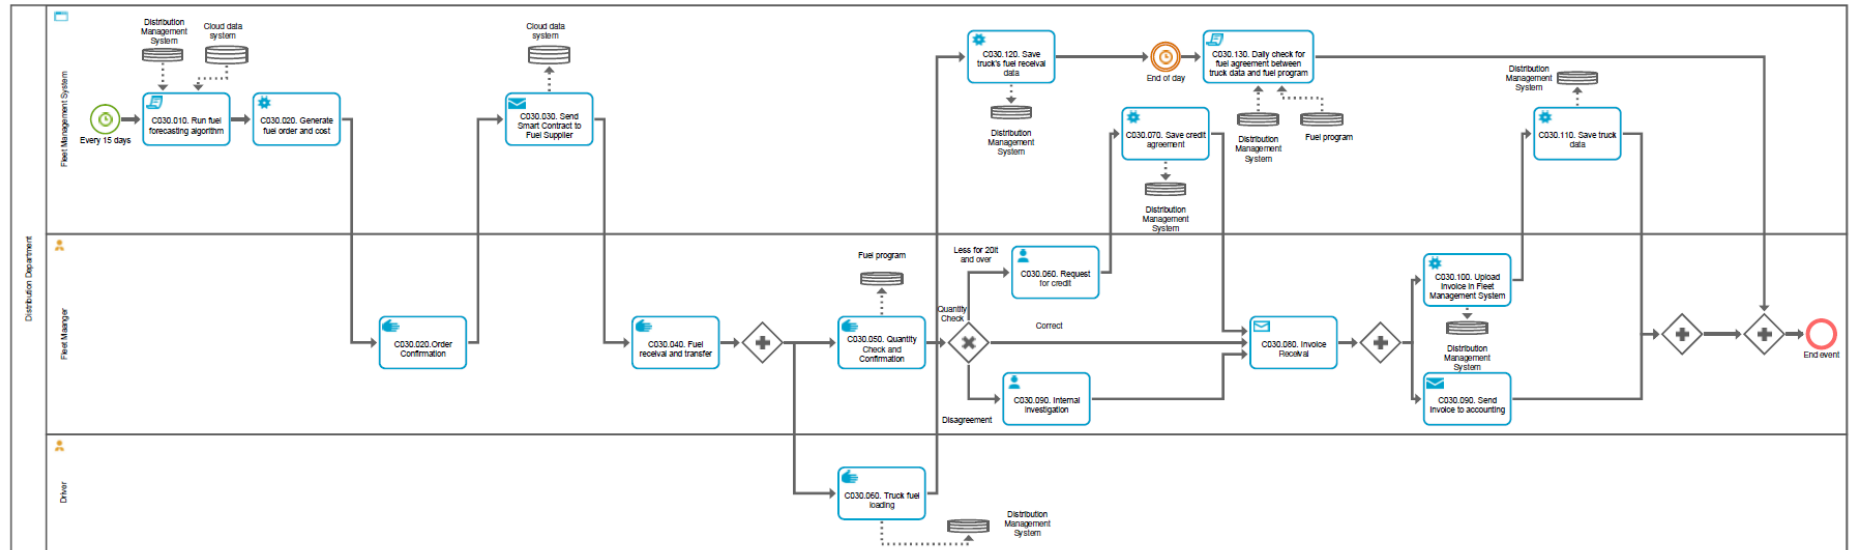 Distribution Department
Fleet Management System
Every 15 days
Distribution
Management
System
Cloud data
system
C030.010. Run fuel
forecasting algorithm
C030.020. Generate
fuel order and cost
Cloud data
system
C030.030. Send
Smart Contract to
Fuel Supplier
C030.120. Save
truck's fuel receival
data
Distribution
Management
System
End of day
C030.130. Daily check for
fuel agreement between
truck data and fuel program
Distribution
Management
System
Fuel program
C030.070. Save credit
agreement
Distribution
Management
System
Distribution
Management
System
C030.110. Save truck
data
Fleet Maanger
C030.020.Order
Confirmation
C030.040. Fuel
receival and transfer
Fuel program
C030.050. Quantity
Check and
Confirmation
Quantity
Check
Less for 20lt
and over
C030.060. Request
for credit
Correct
Disagreement
C030.090. Internal
Investigation
C030.080. Invoice
Receival
C030.100. Upload
Invoice in Fleet
Management System
Distribution
Management
System
C030.090. Send
Invoice to accounting
End event
Driver
C030.060. Truck fuel
loading
Distribution
Management
System